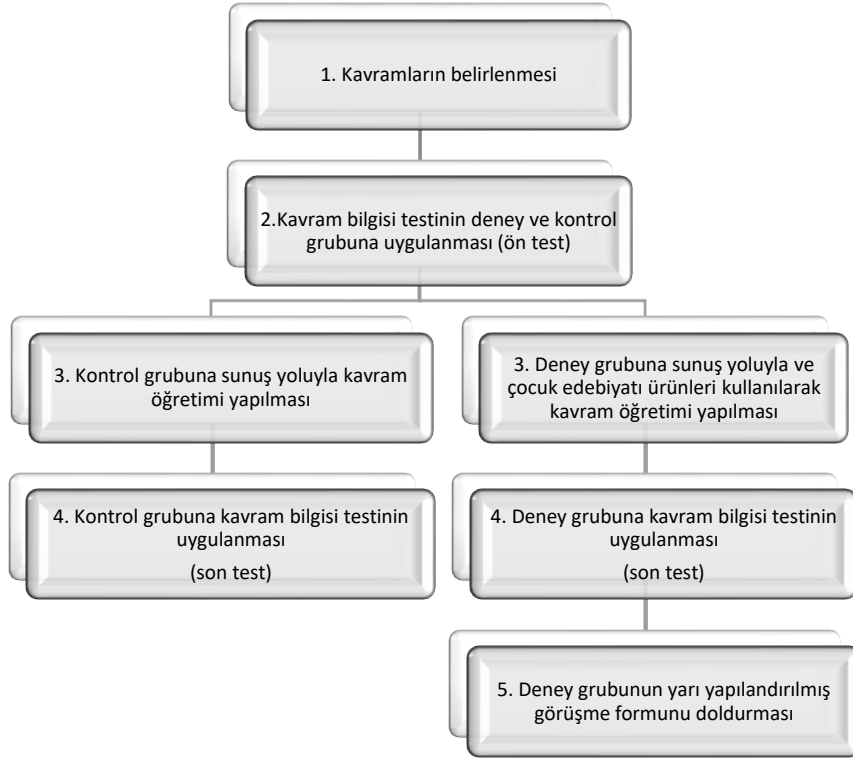 1. Kavramların belirlenmesi
2.Kavram bilgisi testinin deney ve kontrol
grubuna uygulanması (ön test)
3. Kontrol grubuna sunuş yoluyla kavram
öğretimi yapılması
3. Deney grubuna sunuş yoluyla ve
çocuk edebiyatı ürünleri kullanılarak
kavram öğretimi yapılması
4. Kontrol grubuna kavram bilgisi testinin
uygulanması
(son test)
4. Deney grubuna kavram bilgisi testinin
uygulanması
(son test)
5. Deney grubunun yarı yapılandırılmış
görüşme formunu doldurması